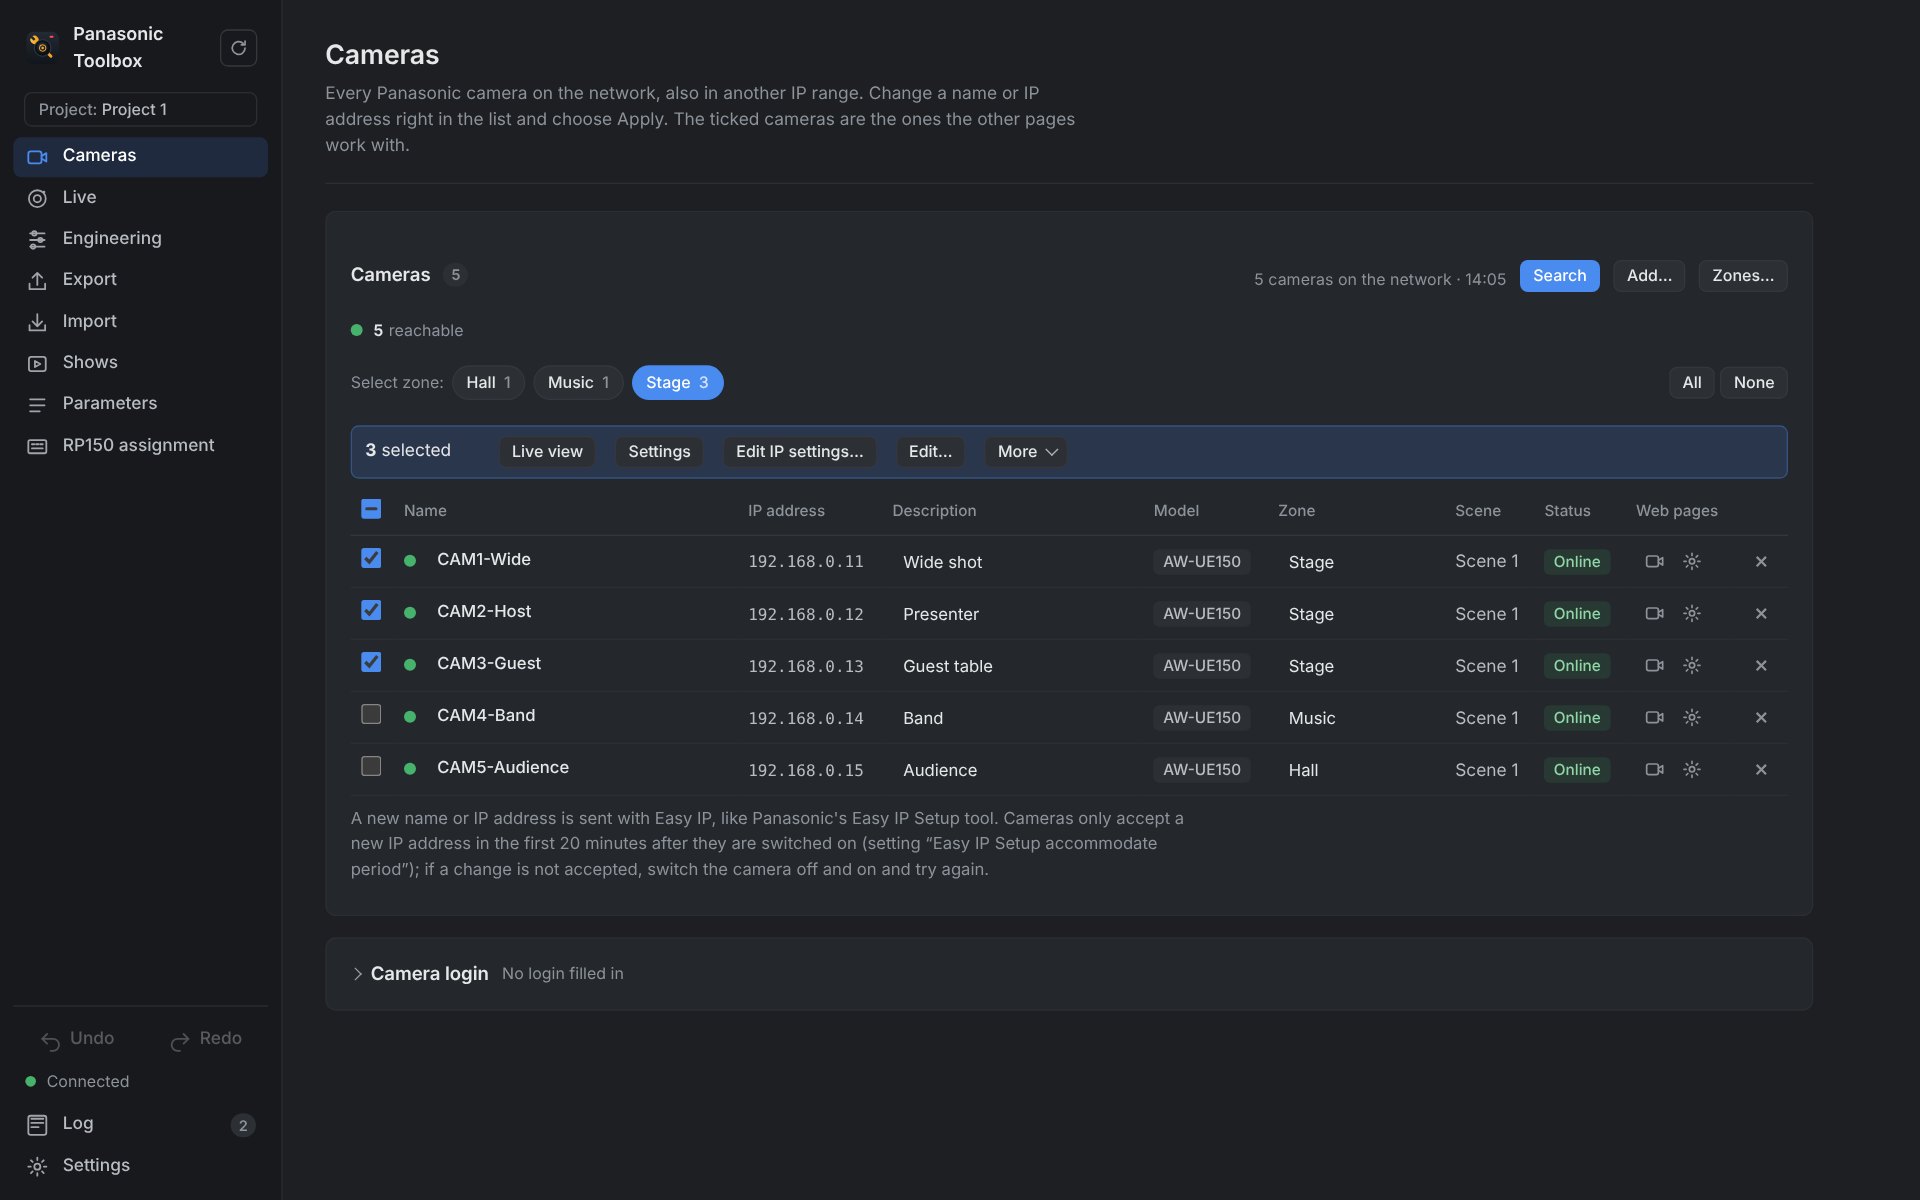 Panasonic
Toolbox
Project: Project 1
Cameras
Live
Engineering
Export
Import
Shows
Parameters
RP150 assignment
Undo Redo
Connected
Log 2
Settings
Cameras
Every Panasonic camera on the network, also in another IP range. Change a name or IP
address right in the list and choose Apply. The ticked cameras are the ones the other pages
work with.
Cameras 5
5 cameras on the network · 14:05 Search Add... Zones...
5 reachable
Select zone: Hall 1 Music 1 Stage 3 All None
3 selected Live view Settings Edit IP settings... Edit... More
Name IP address Description Model Zone Scene Status Web pages
CAM1-Wide 192.168.0.11 Wide shot AW-UE150 Stage Scene 1 Online
CAM2-Host 192.168.0.12 Presenter AW-UE150 Stage Scene 1 Online
CAM3-Guest 192.168.0.13 Guest table AW-UE150 Stage Scene 1 Online
CAM4-Band 192.168.0.14 Band AW-UE150 Music Scene 1 Online
CAM5-Audience 192.168.0.15 Audience AW-UE150 Hall Scene 1 Online
A new name or IP address is sent with Easy IP, like Panasonic's Easy IP Setup tool. Cameras only accept a
new IP address in the first 20 minutes after they are switched on (setting “Easy IP Setup accommodate
period”); if a change is not accepted, switch the camera off and on and try again.
Camera login No login filled in